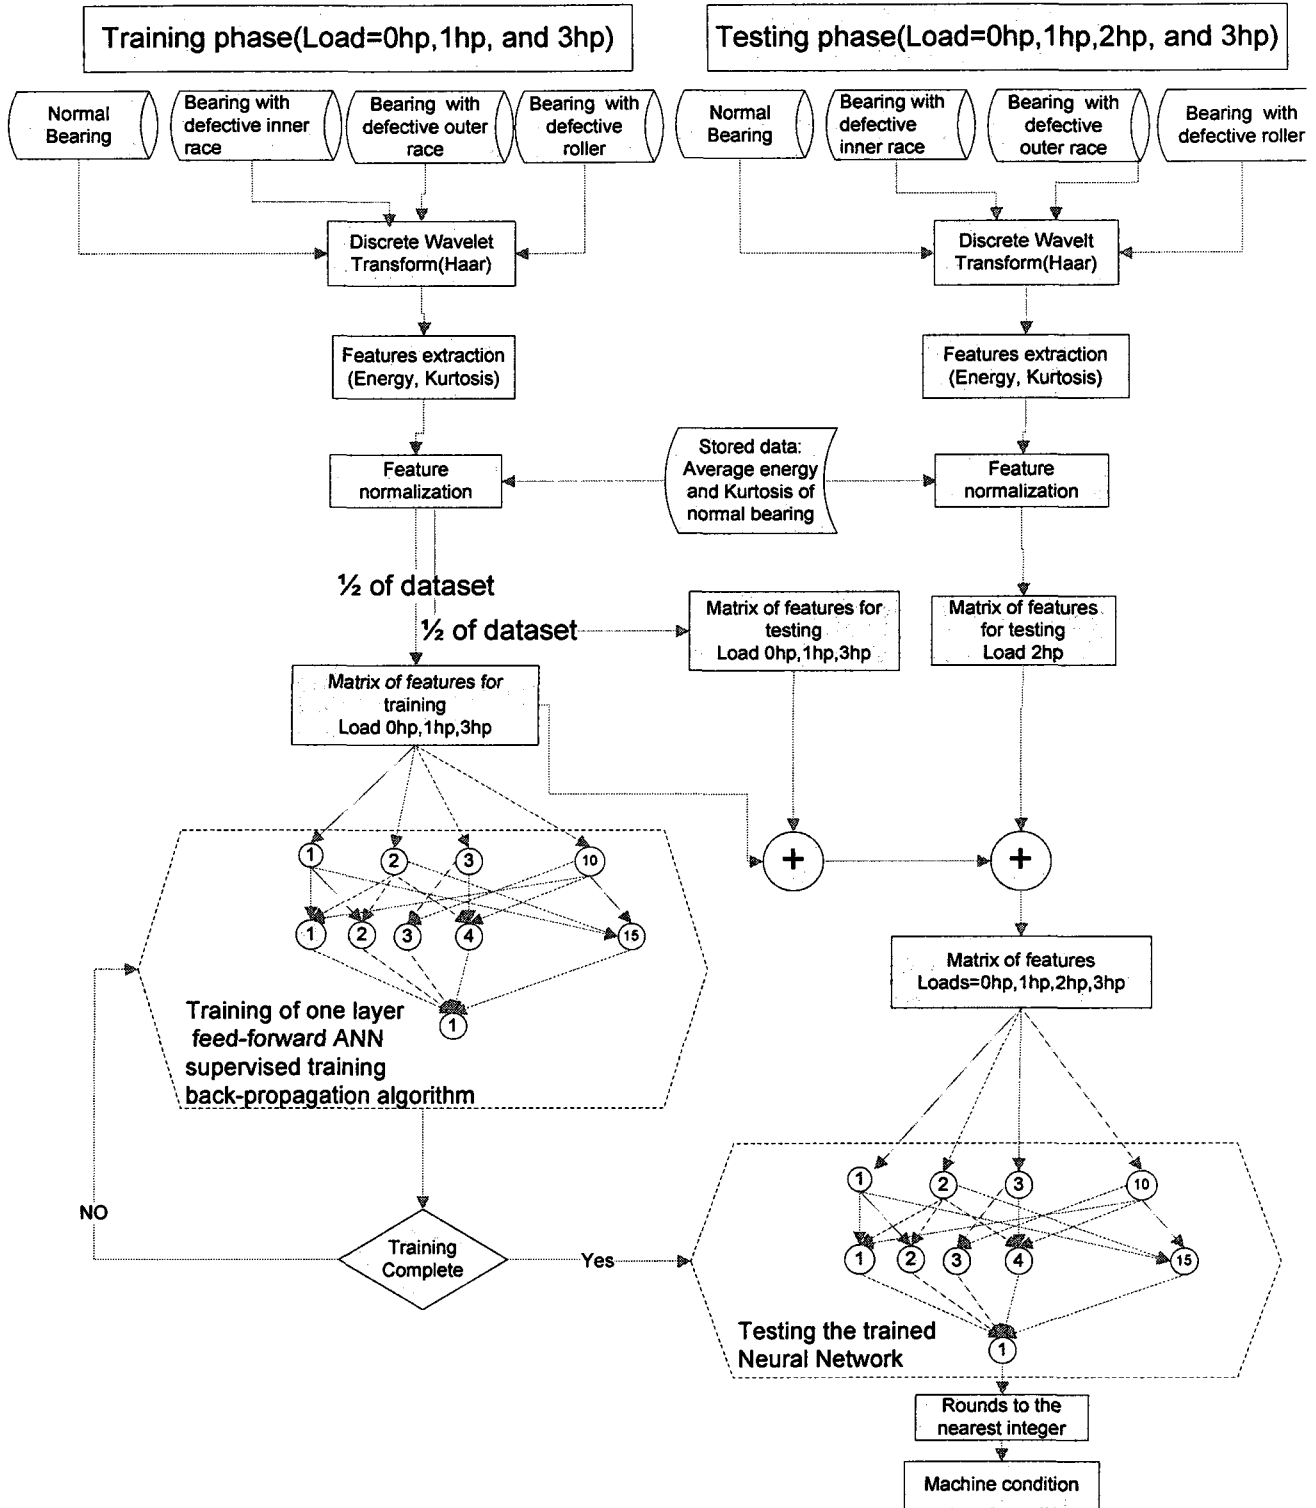 Training phase(Load=0hp,1hp, and 3hp)
Testing phase(Load=0hp,1hp,2hp, and 3hp)
Normal
Bearing
Bearing with
defective inner
race
Bearing with
defective outer
race
Bearing with
defective
roller
Normal
Bearing
Bearing with
defective
inner race
Bearing with
defective
outer race
Bearing with
defective roller
Discrete Wavelet
Transform(Haar)
Discrete Wavelt
Transform(Haar)
Features extraction
(Energy, Kurtosis)
Features extraction
(Energy, Kurtosis)
Feature
normalization
Stored data:
Average energy
and Kurtosis of
normal bearing
Feature
normalization
½ of dataset
½ of dataset
Matrix of features for
testing
Load 0hp,1hp,3hp
Matrix of features
for testing
Load 2hp
Matrix of features for
training
Load 0hp,1hp,3hp
1
2
3
10
+
+
1
2
3
4
15
1
Training of one layer
feed-forward ANN
supervised training
back-propagation algorithm
Matrix of features
Loads=0hp,1hp,2hp,3hp
NO
Training
Complete
Yes
1
2
3
10
1
2
3
4
15
1
Testing the trained
Neural Network
Rounds to the
nearest integer
Machine condition